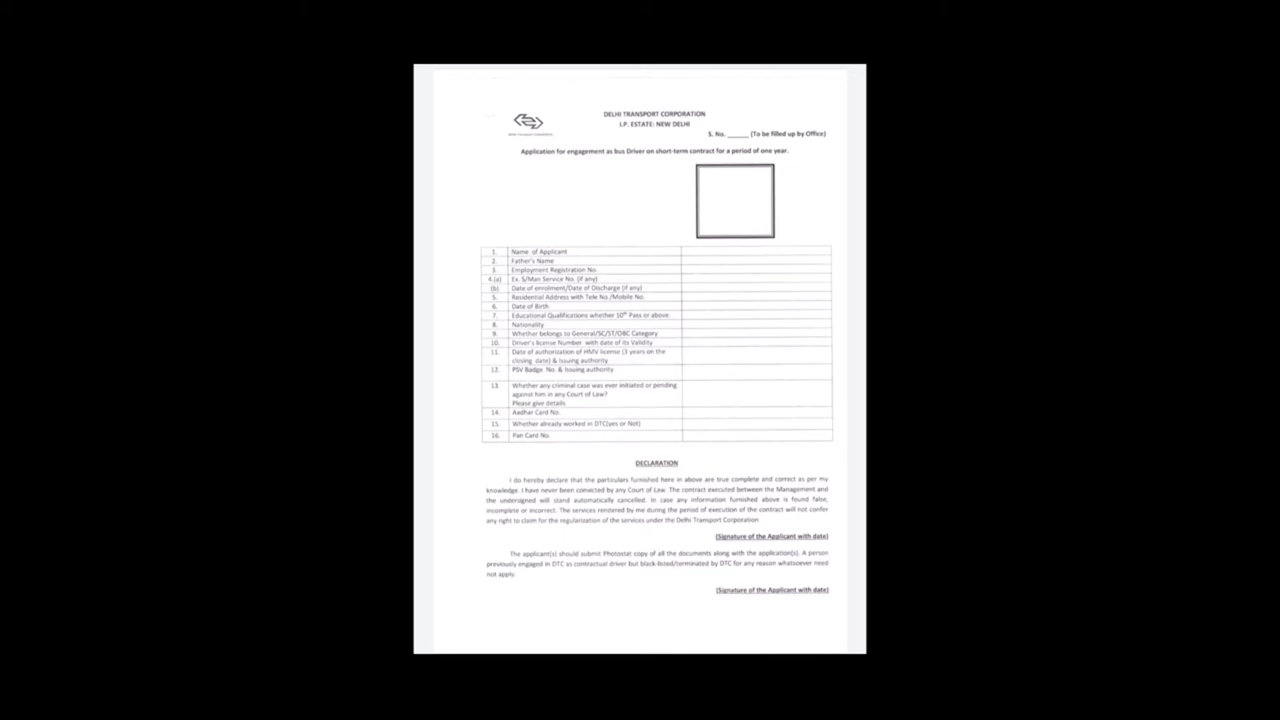 DELHI TRANSPORT CORPORATION
I.P. ESTATE: NEW DELHI
S. No. ______ (To be filled up by Office)
Application for engagement as bus Driver on short-term contract for a period of one year.
1. Name of Applicant
2. Father's Name
3. Employment Registration No.
4.(a) Ex. S/Man Service No. (if any)
(b) Date of enrolment/Date of Discharge (if any)
5. Residential Address with Tele No./Mobile No.
6. Date of Birth
7. Educational Qualifications whether 10th Pass or above
8. Nationality
9. Whether belongs to General/SC/ST/OBC Category
10. Driver's license Number with date of its Validity
11. Date of authorization of HMV license (3 years on the
closing date) & Issuing authority
12. PSV Badge No. & Issuing authority
13. Whether any criminal case was ever initiated or pending
against him in any Court of Law?
Please give details
14. Aadhar Card No.
15. Whether already worked in DTC(yes or Not)
16. Pan Card No.
DECLARATION
I do hereby declare that the particulars furnished here in above are true complete and correct as per my
knowledge. I have never been convicted by any Court of Law. The contract executed between the Management and
the undersigned will stand automatically cancelled. In case any information furnished above is found false,
incomplete or incorrect. The services rendered by me during the period of execution of the contract will not confer
any right to claim for the regularization of the services under the Delhi Transport Corporation
(Signature of the Applicant with date)
The applicant(s) should submit Photostat copy of all the documents along with the application(s). A person
previously engaged in DTC as contractual driver but black-listed/terminated by DTC for any reason whatsoever need
not apply.
(Signature of the Applicant with date)